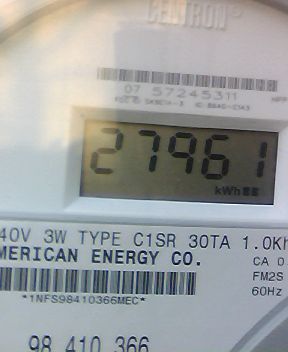 CENTRON®
07 57245311
27961
kWh
40V 3W TYPE C1SR 30TA 1.0Kh
MERICAN ENERGY CO.
CA 0.
FM2S
60Hz
*1NFS98410366MEC*
98 410 366